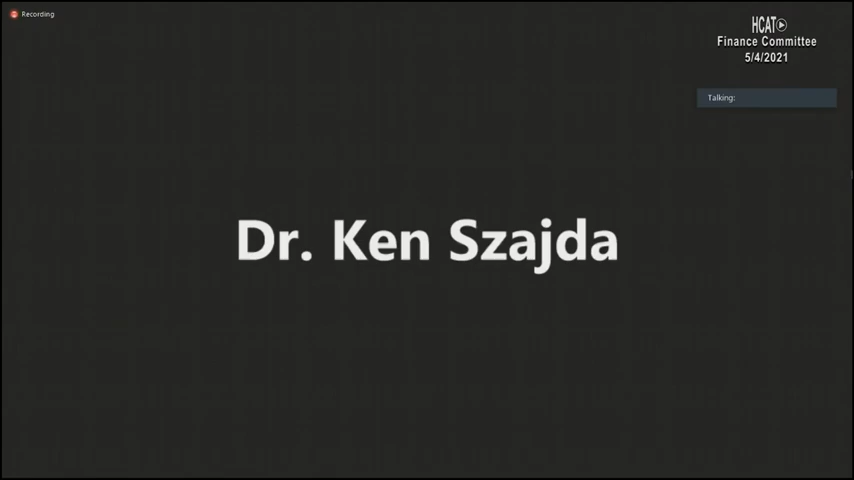 Recording
HCAT
Finance Committee
5/4/2021
Talking:
Dr. Ken Szajda